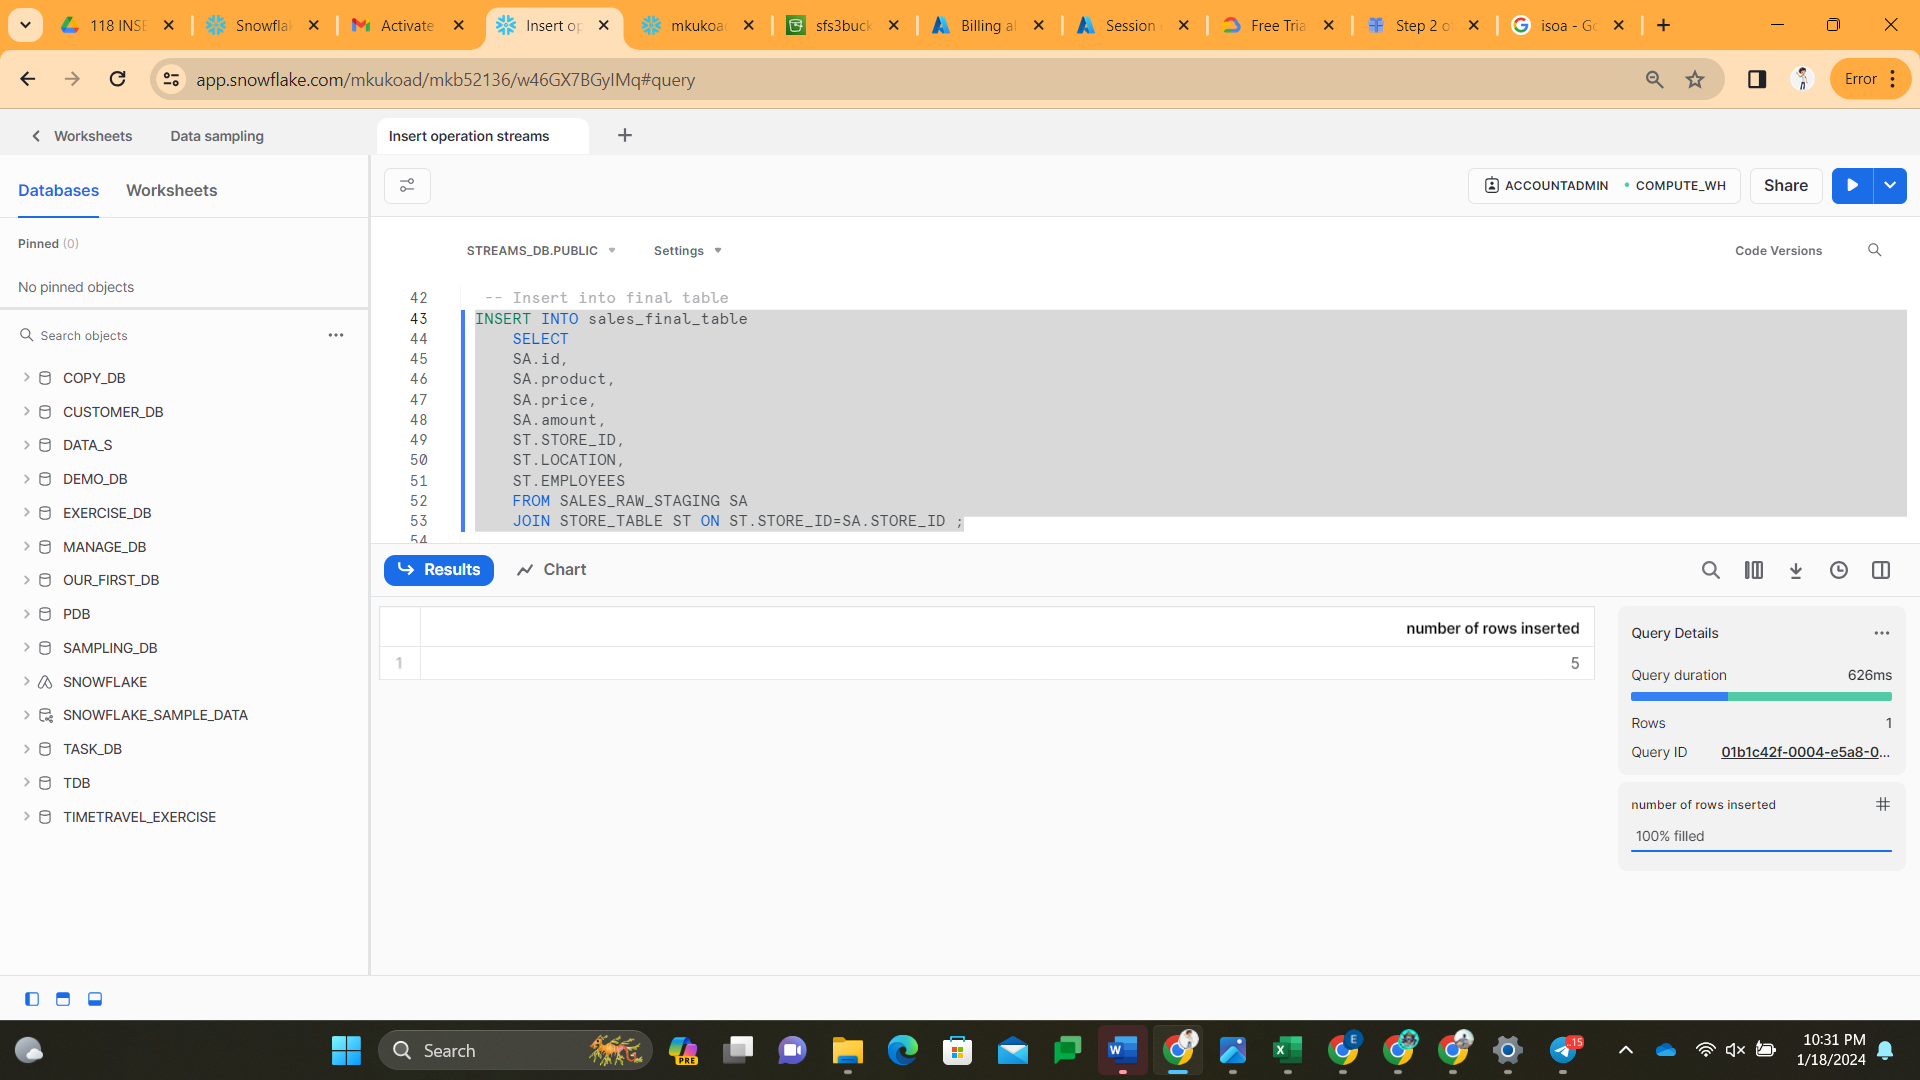 118 INSE
Snowflak
Activate
Insert op
mkukoad
sfs3buck
Billing al
Session
Free Tria
Step 2 o
isoa - Go
app.snowflake.com/mkukoad/mkb52136/w46GX7BGyIMq#query
Error
Worksheets
Data sampling
Insert operation streams
Databases
Worksheets
ACCOUNTADMIN
COMPUTE_WH
Share
Pinned (0)
No pinned objects
STREAMS_DB.PUBLIC
Settings
Code Versions
Search objects
COPY_DB
CUSTOMER_DB
DATA_S
DEMO_DB
EXERCISE_DB
MANAGE_DB
OUR_FIRST_DB
PDB
SAMPLING_DB
SNOWFLAKE
SNOWFLAKE_SAMPLE_DATA
TASK_DB
TDB
TIMETRAVEL_EXERCISE
42 -- Insert into final table
43 INSERT INTO sales_final_table
44 SELECT
45 SA.id,
46 SA.product,
47 SA.price,
48 SA.amount,
49 ST.STORE_ID,
50 ST.LOCATION,
51 ST.EMPLOYEES
52 FROM SALES_RAW_STAGING SA
53 JOIN STORE_TABLE ST ON ST.STORE_ID=SA.STORE_ID ;
54
Results
Chart
number of rows inserted
1 5
Query Details
Query duration 626ms
Rows 1
Query ID 01b1c42f-0004-e5a8-0...
number of rows inserted
100% filled
Search
PRE
W
X
E
15
10:31 PM
1/18/2024